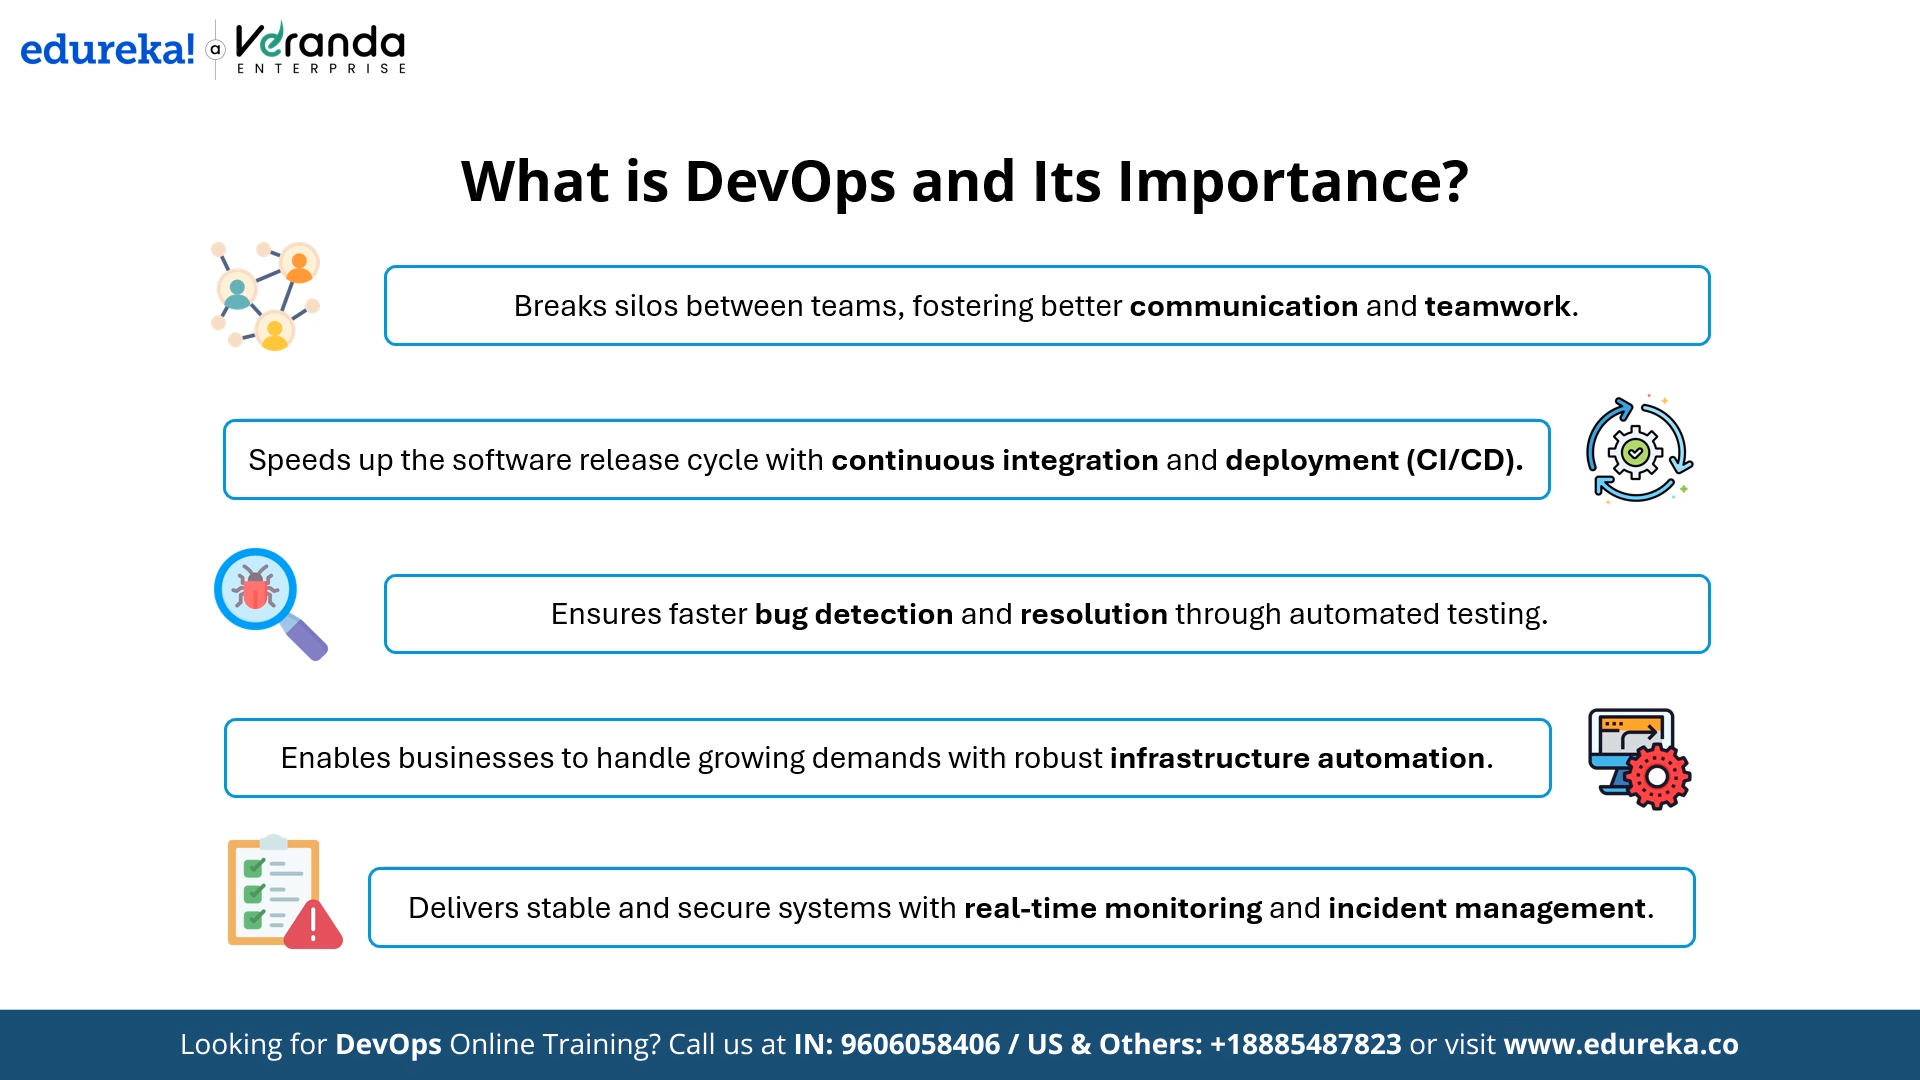 edureka! a Veranda
ENTERPRISE
What is DevOps and Its Importance?
Breaks silos between teams, fostering better communication and teamwork.
Speeds up the software release cycle with continuous integration and deployment (CI/CD).
Ensures faster bug detection and resolution through automated testing.
Enables businesses to handle growing demands with robust infrastructure automation.
Delivers stable and secure systems with real-time monitoring and incident management.
Looking for DevOps Online Training? Call us at IN: 9606058406 / US & Others: +18885487823 or visit www.edureka.co